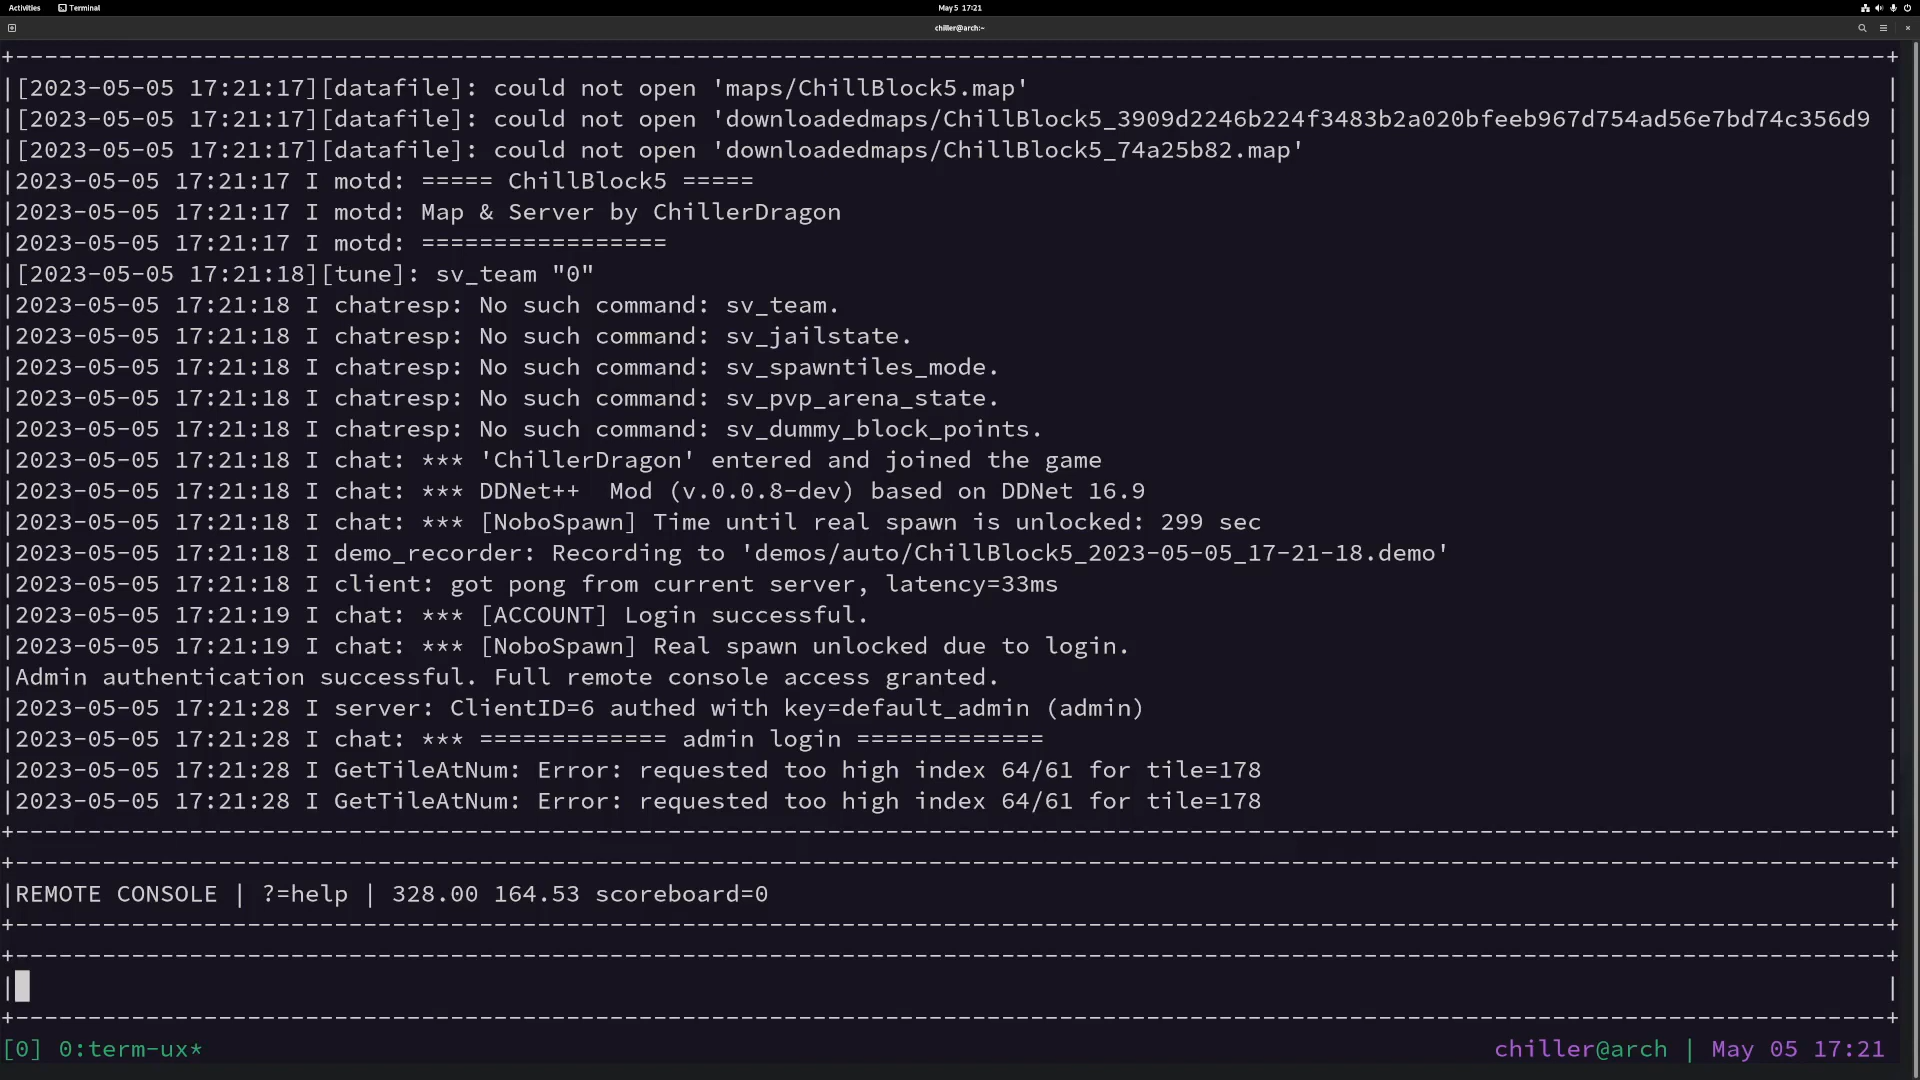 Activities Terminal May 5 17:21
chiller@arch:~
+--------------------------------------------------------------------------------------------------------------------------------+
|[2023-05-05 17:21:17][datafile]: could not open 'maps/ChillBlock5.map' |
|[2023-05-05 17:21:17][datafile]: could not open 'downloadedmaps/ChillBlock5_3909d2246b224f3483b2a020bfeeb967d754ad56e7bd74c356d9 |
|[2023-05-05 17:21:17][datafile]: could not open 'downloadedmaps/ChillBlock5_74a25b82.map' |
|2023-05-05 17:21:17 I motd: ===== ChillBlock5 ===== |
|2023-05-05 17:21:17 I motd: Map & Server by ChillerDragon |
|2023-05-05 17:21:17 I motd: ================= |
|[2023-05-05 17:21:18][tune]: sv_team "0" |
|2023-05-05 17:21:18 I chatresp: No such command: sv_team. |
|2023-05-05 17:21:18 I chatresp: No such command: sv_jailstate. |
|2023-05-05 17:21:18 I chatresp: No such command: sv_spawntiles_mode. |
|2023-05-05 17:21:18 I chatresp: No such command: sv_pvp_arena_state. |
|2023-05-05 17:21:18 I chatresp: No such command: sv_dummy_block_points. |
|2023-05-05 17:21:18 I chat: *** 'ChillerDragon' entered and joined the game |
|2023-05-05 17:21:18 I chat: *** DDNet++  Mod (v.0.0.8-dev) based on DDNet 16.9 |
|2023-05-05 17:21:18 I chat: *** [NoboSpawn] Time until real spawn is unlocked: 299 sec |
|2023-05-05 17:21:18 I demo_recorder: Recording to 'demos/auto/ChillBlock5_2023-05-05_17-21-18.demo' |
|2023-05-05 17:21:18 I client: got pong from current server, latency=33ms |
|2023-05-05 17:21:19 I chat: *** [ACCOUNT] Login successful. |
|2023-05-05 17:21:19 I chat: *** [NoboSpawn] Real spawn unlocked due to login. |
|Admin authentication successful. Full remote console access granted. |
|2023-05-05 17:21:28 I server: ClientID=6 authed with key=default_admin (admin) |
|2023-05-05 17:21:28 I chat: *** ============= admin login ============= |
|2023-05-05 17:21:28 I GetTileAtNum: Error: requested too high index 64/61 for tile=178 |
|2023-05-05 17:21:28 I GetTileAtNum: Error: requested too high index 64/61 for tile=178 |
+--------------------------------------------------------------------------------------------------------------------------------+
+--------------------------------------------------------------------------------------------------------------------------------+
|REMOTE CONSOLE | ?=help | 328.00 164.53 scoreboard=0 |
+--------------------------------------------------------------------------------------------------------------------------------+
+--------------------------------------------------------------------------------------------------------------------------------+
| |
+--------------------------------------------------------------------------------------------------------------------------------+
[0] 0:term-ux* chiller@arch | May 05 17:21